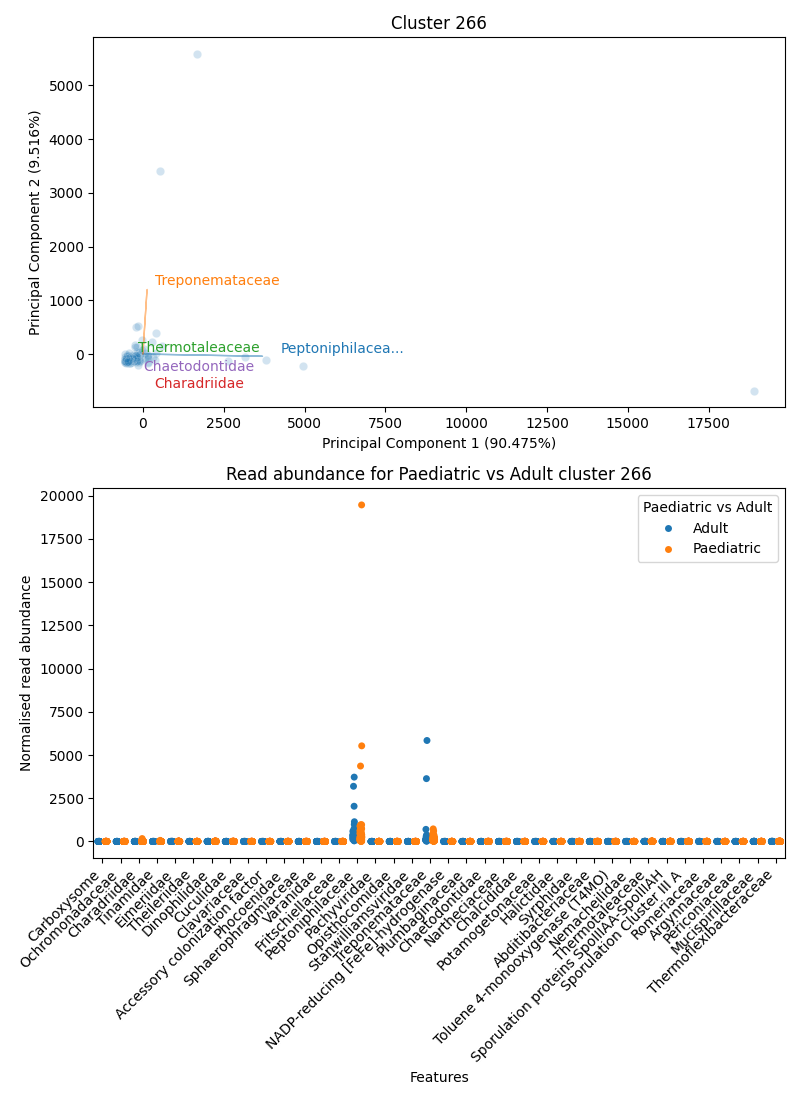 Cluster 266
Principal Component 2 (9.516%)
5000
4000
3000
2000
1000
0
Treponemataceae
Thermotaleaceae
Peptoniphilacea...
Chaetodontidae
Charadriidae
0
2500
5000
7500
10000
12500
15000
17500
Principal Component 1 (90.475%)
Read abundance for Paediatric vs Adult cluster 266
Normalised read abundance
20000
17500
15000
12500
10000
7500
5000
2500
0
Paediatric vs Adult
Adult
Paediatric
Carboxysome
Ochromonadaceae
Charadriidae
Tinamidae
Eimeriidae
Theileriidae
Dinophilidae
Cuculidae
Clavariaceae
Accessory colonization factor
Phocoenidae
Sphaerophragmiaceae
Varanidae
Fritschiellaceae
Peptoniphilaceae
Pachyviridae
Opisthocomidae
Stanwilliamsviridae
Treponemataceae
NADP-reducing [FeFe]-hydrogenase
Plumbaginaceae
Chaetodontidae
Nartheciaceae
Chalcididae
Potamogetonaceae
Halictidae
Syrphidae
Abditibacteriaceae
Toluene 4-monooxygenase (T4MO)
Nemacheilidae
Thermotaleaceae
Sporulation proteins SpoIIIAA-SpoIIIAH
Sporulation Cluster III A
Romeriaceae
Argynnaceae
Periconiaceae
Mucispirillaceae
Thermoflexibacteraceae
Features